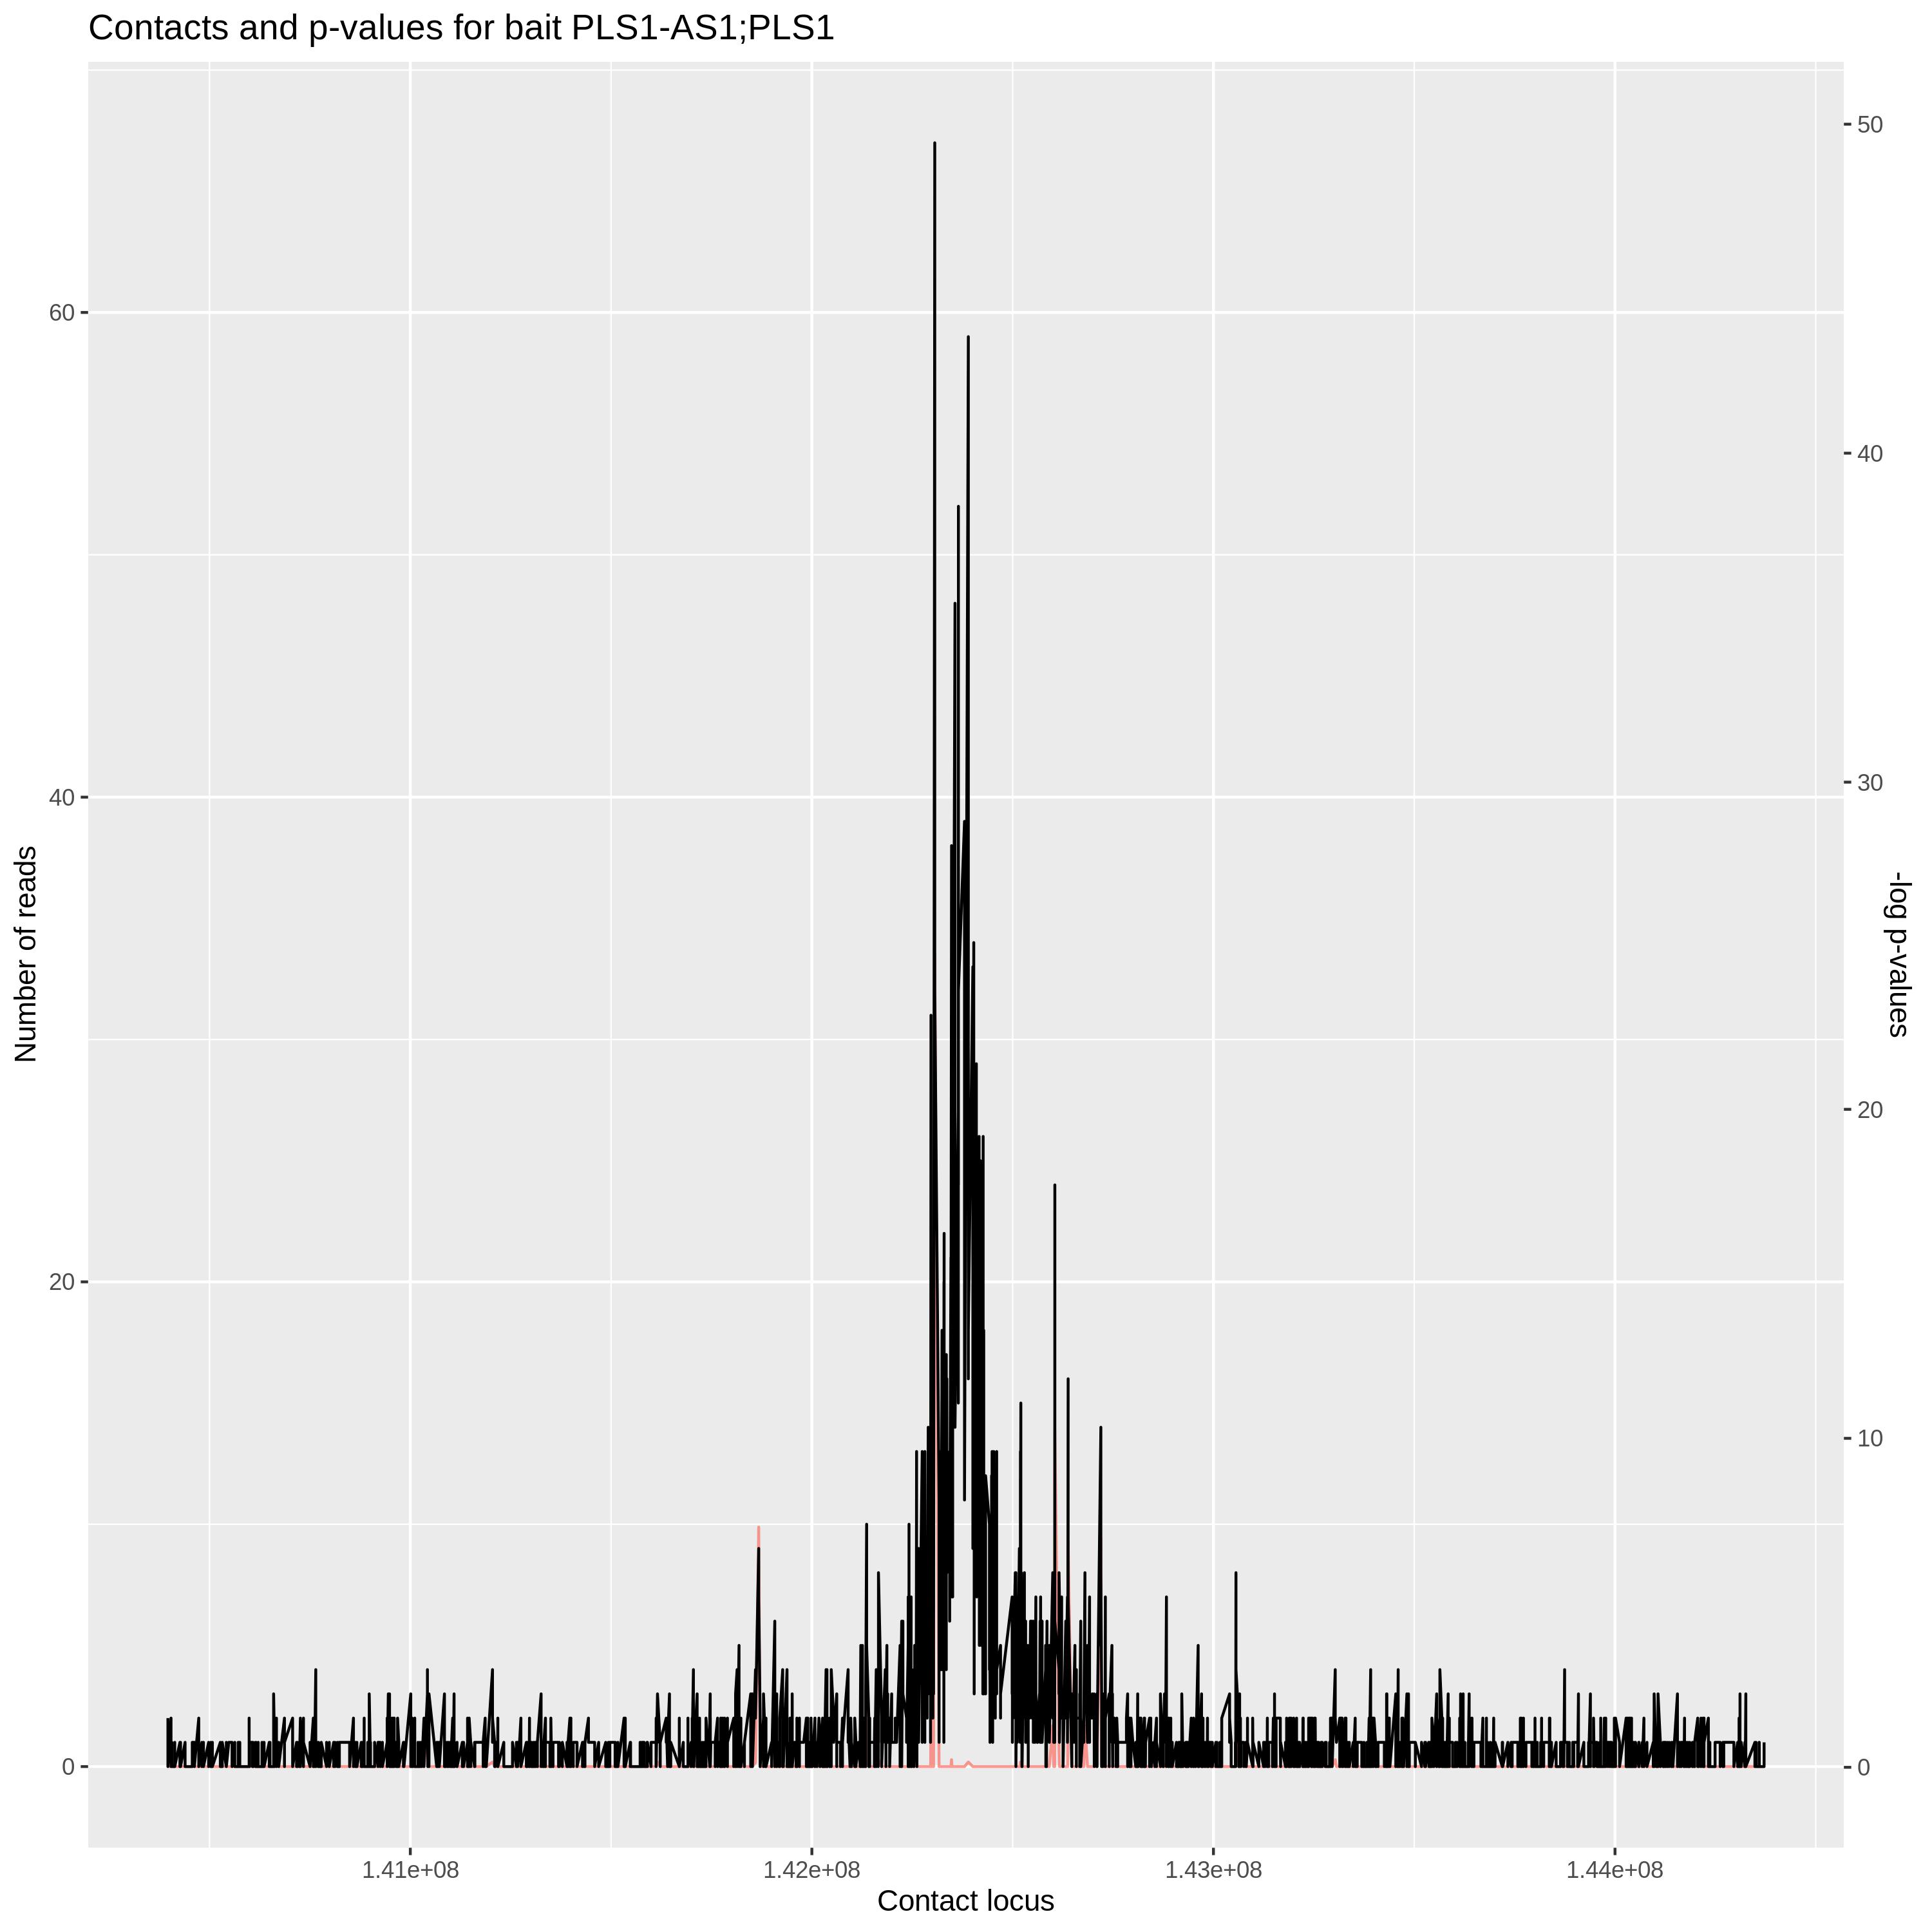 Contacts and p-values for bait PLS1-AS1;PLS1
60
40
20
0
Number of reads
50
40
30
20
10
0
-log p-values
1.41e+08
1.42e+08
1.43e+08
1.44e+08
Contact locus